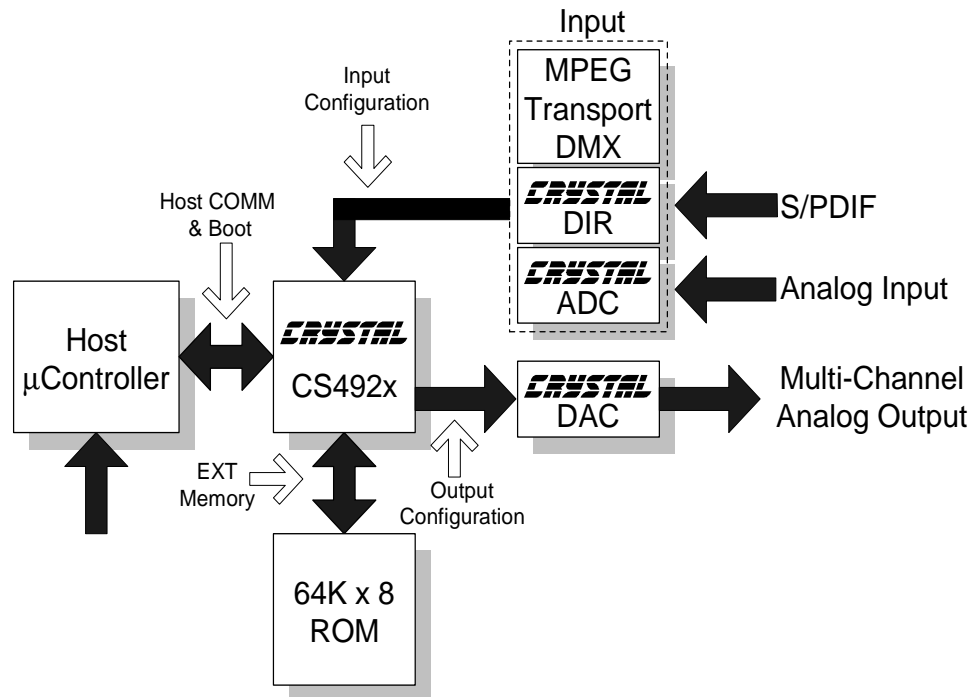 Input
MPEG
Transport
DMX
CRYSTAL
DIR
CRYSTAL
ADC
S/PDIF
Analog Input
Input
Configuration
Host COMM
& Boot
Host
μController
CRYSTAL
CS492x
CRYSTAL
DAC
Multi-Channel
Analog Output
EXT
Memory
Output
Configuration
64K x 8
ROM